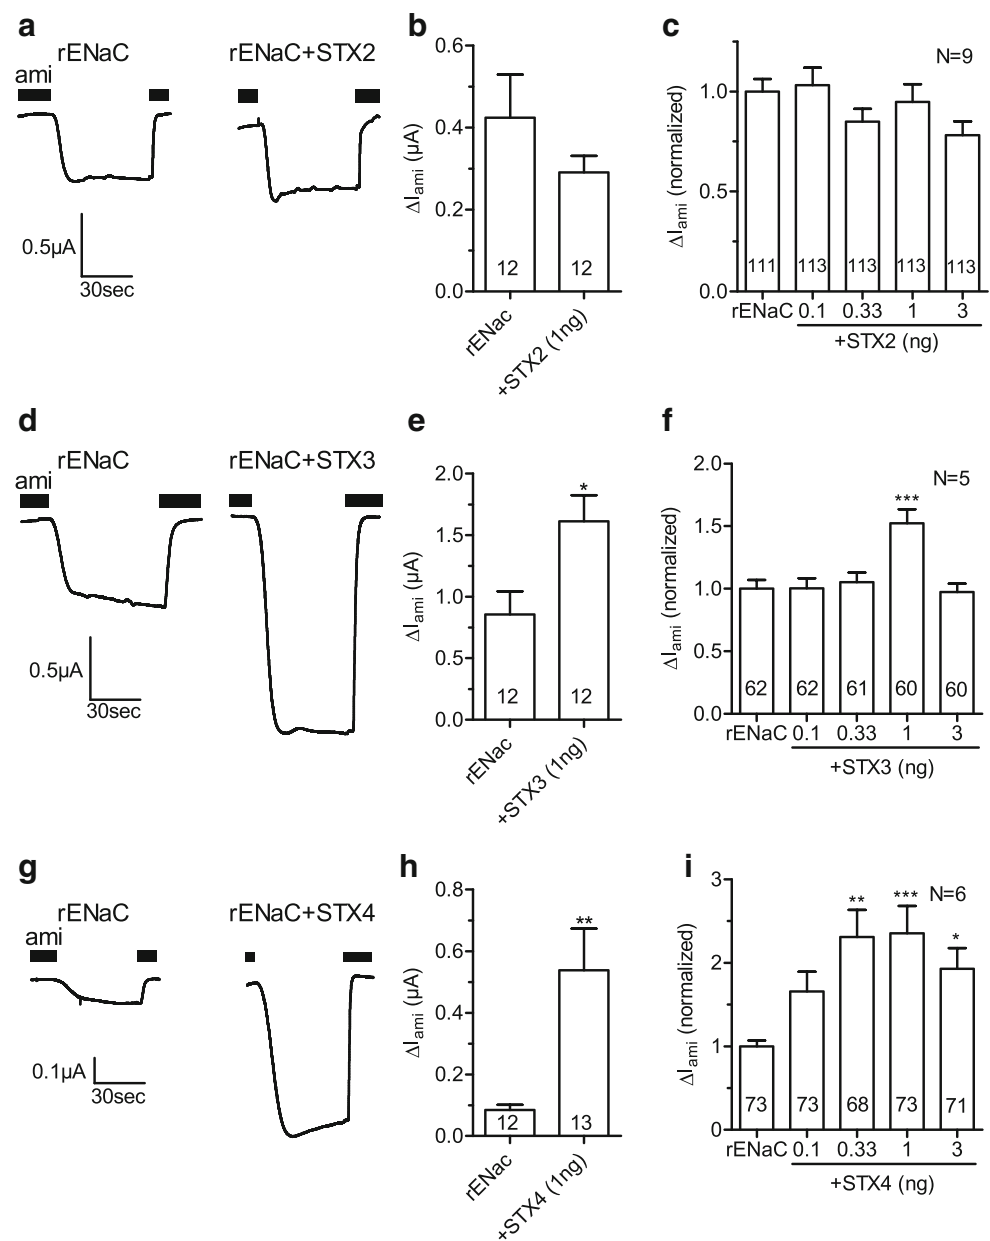 a
rENaC
rENaC+STX2
ami
0.5µA
30sec
b
0.6
0.4
0.2
0.0
ΔIami (µA)
12
12
rENac
+STX2 (1ng)
c
N=9
1.0
0.5
0.0
ΔIami (normalized)
111
113
113
113
113
rENaC 0.1 0.33 1 3
+STX2 (ng)
d
rENaC
rENaC+STX3
ami
0.5µA
30sec
e
2.0
1.5
1.0
0.5
0.0
ΔIami (µA)
*
12
12
rENac
+STX3 (1ng)
f
N=5
2.0
1.5
1.0
0.5
0.0
ΔIami (normalized)
***
62
62
61
60
60
rENaC 0.1 0.33 1 3
+STX3 (ng)
g
rENaC
rENaC+STX4
ami
0.1µA
30sec
h
0.8
0.6
0.4
0.2
0.0
ΔIami (µA)
**
12
13
rENac
+STX4 (1ng)
i
N=6
3
2
1
0
ΔIami (normalized)
**
***
*
73
73
68
73
71
rENaC 0.1 0.33 1 3
+STX4 (ng)